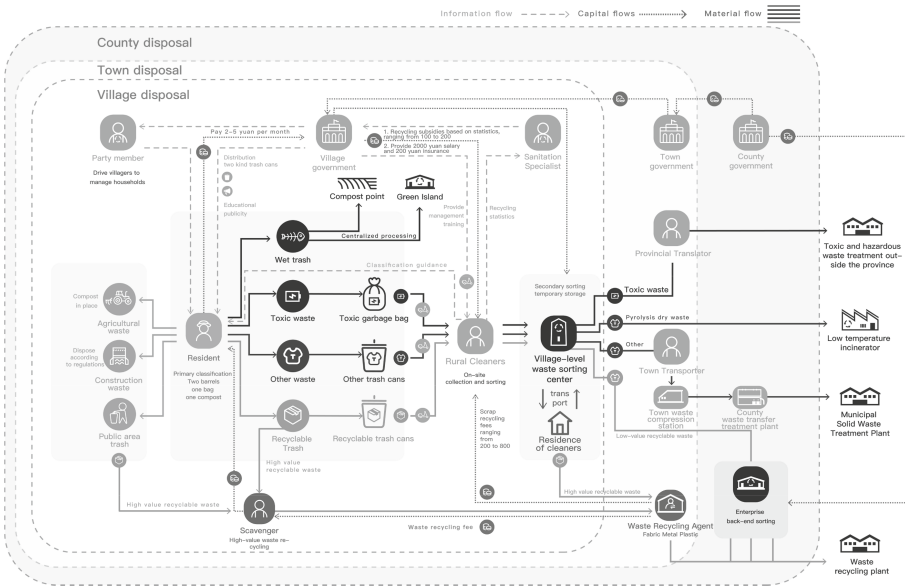 Information flow
Capital flows
Material flow
County disposal
Town disposal
Village disposal
Party member
Drive villagers to
manage households
Pay 2-5 yuan per month
Village
government
1. Recycling subsidies based on statistics,
ranging from 100 to 200
2. Provide 2000 yuan salary
and 200 yuan insurance
Sanitation
Specialist
Town
government
County
government
Distribution
two kind trash cans
Educational
publicity
Compost point
Green Island
Centralized processing
Wet trash
Provide
management
training
Recycling
statistics
Provincial Translator
Toxic and hazardous
waste treatment out-
side the province
Classification guidance
Secondary sorting
temporary storage
Compost
in place
Agricultural
waste
Dispose
according
to regulations
Construction
waste
Public area
trash
Resident
Primary classification
Two barrels
one bag
one compost
Toxic waste
Toxic garbage bag
Other waste
Other trash cans
Recyclable
Trash
Recyclable trash cans
Rural Cleaners
On-site
collection and sorting
Village-level
waste sorting
center
trans
port
Residence
of cleaners
Toxic waste
Pyrolysis dry waste
Other
Town Transporter
Low temperature
incinerator
Town waste
compression
station
County
waste transfer
treatment plant
Municipal
Solid Waste
Treatment Plant
Low-value recyclable waste
Scrap
recycling
fees
ranging
from
200 to 800
High value
recyclable waste
High value recyclable waste
High value recyclable waste
Scavenger
High-value waste re-
cycling
Waste recycling fee
Waste Recycling Agent
Fabric Metal Plastic
Enterprise
back-end sorting
Waste
recycling plant